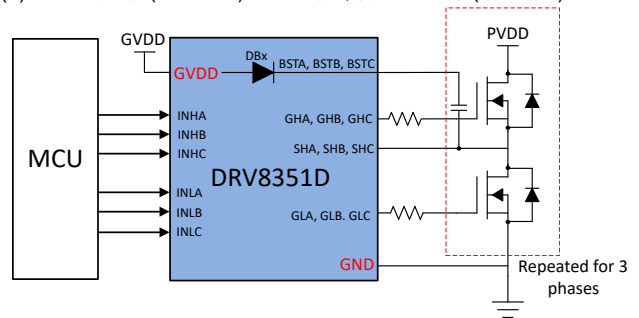 GVDD
PVDD
GVDD
DBx
BSTA, BSTB, BSTC
MCU
INHA
INHB
INHC
INLA
INLB
INLC
GHA, GHB, GHC
SHA, SHB, SHC
DRV8351D
GLA, GLB. GLC
GND
Repeated for 3
phases